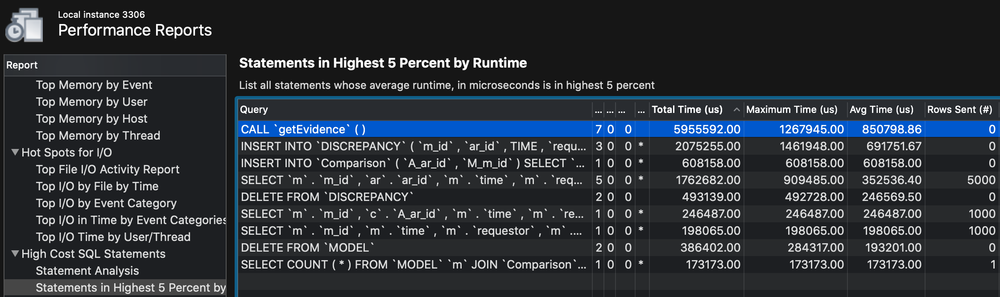 Local instance 3306
Performance Reports
Report
Top Memory by Event
Top Memory by User
Top Memory by Host
Top Memory by Thread
Hot Spots for I/O
Top File I/O Activity Report
Top I/O by File by Time
Top I/O by Event Category
Top I/O in Time by Event Categories
Top I/O Time by User/Thread
High Cost SQL Statements
Statement Analysis
Statements in Highest 5 Percent by
Statements in Highest 5 Percent by Runtime
List all statements whose average runtime, in microseconds is in highest 5 percent
Query ... ... ... ... Total Time (us) Maximum Time (us) Avg Time (us) Rows Sent (#)
CALL `getEvidence` ( ) 7 0 0 5955592.00 1267945.00 850798.86 0
INSERT INTO `DISCREPANCY` ( `m_id` , `ar_id` , TIME , `requ... 3 0 0 * 2075255.00 1461948.00 691751.67 0
INSERT INTO `Comparison` ( `A_ar_id` , `M_m_id` ) SELECT `... 1 0 0 * 608158.00 608158.00 608158.00 0
SELECT `m` . `m_id` , `ar` . `ar_id` , `m` . `time` , `m` . `req... 5 0 0 * 1762682.00 909485.00 352536.40 5000
DELETE FROM `DISCREPANCY` 2 0 0 493139.00 492728.00 246569.50 0
SELECT `m` . `m_id` , `c` . `A_ar_id` , `m` . `time` , `m` . `re... 1 0 0 * 246487.00 246487.00 246487.00 1000
SELECT `m` . `m_id` , `m` . `time` , `m` . `requestor` , `m` .... 1 0 0 * 198065.00 198065.00 198065.00 1000
DELETE FROM `MODEL` 2 0 0 386402.00 284317.00 193201.00 0
SELECT COUNT ( * ) FROM `MODEL` `m` JOIN `Comparison`... 1 0 0 * 173173.00 173173.00 173173.00 1